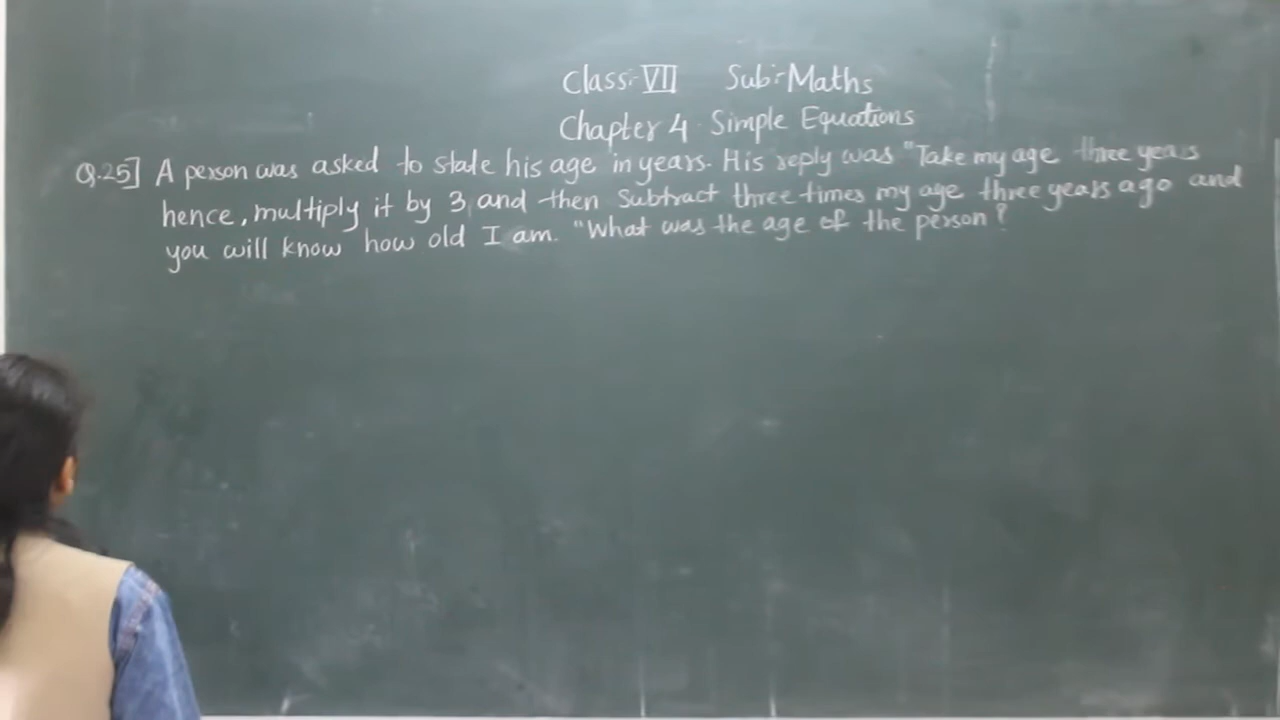 Class:- VII Sub:- Maths
Chapter 4. Simple Equations
Q.25] A person was asked to state his age in years. His reply was "Take my age three years
hence, multiply it by 3, and then Subtract three times my age three years ago and
you will know how old I am. "What was the age of the person?